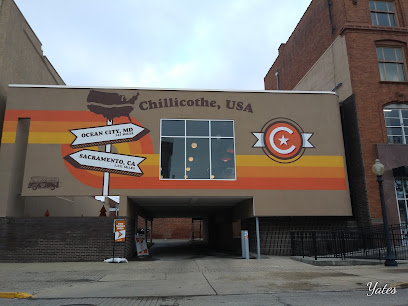 Chillicothe, USA
OCEAN CITY, MD
SACRAMENTO, CA
C
Yates